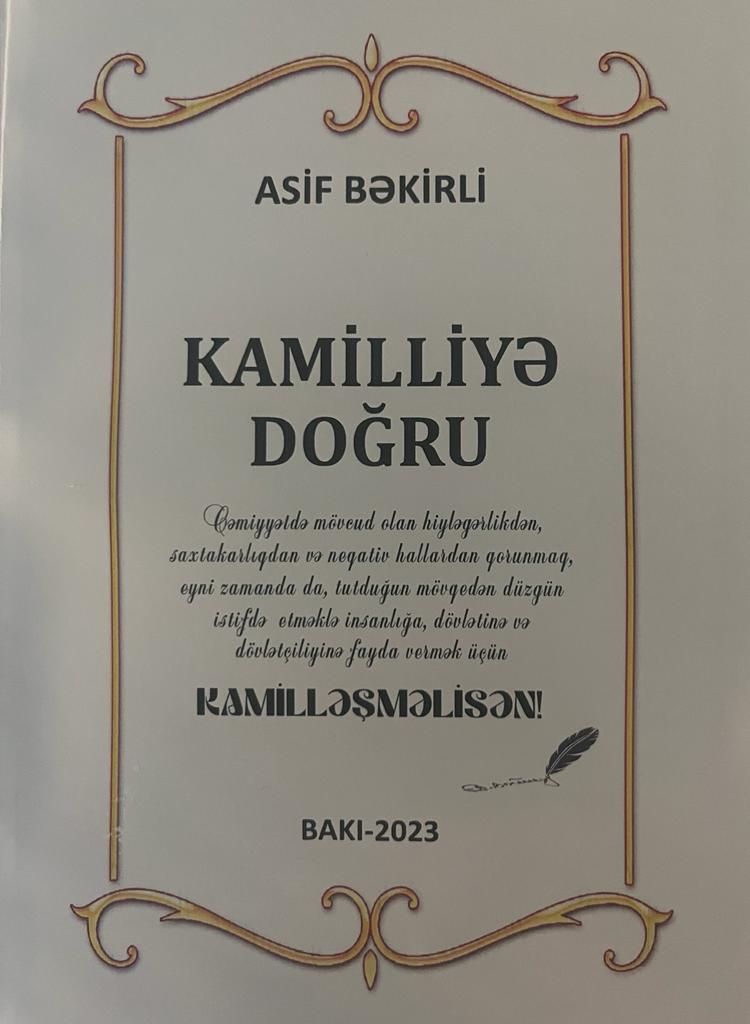 ASİF BƏKİRLİ
KAMİLLİYƏ
DOĞRU
Cəmiyyətdə mövcud olan hiyləgərlikdən,
saxtakarlıqdan və neqativ hallardan qorunmaq,
eyni zamanda da, tutduğun mövqedən düzgün
istifdə etməklə insanlığa, dövlətinə və
dövlətçiliyinə fayda vermək üçün
KAMİLLƏŞMƏLİSƏN!
BAKI-2023